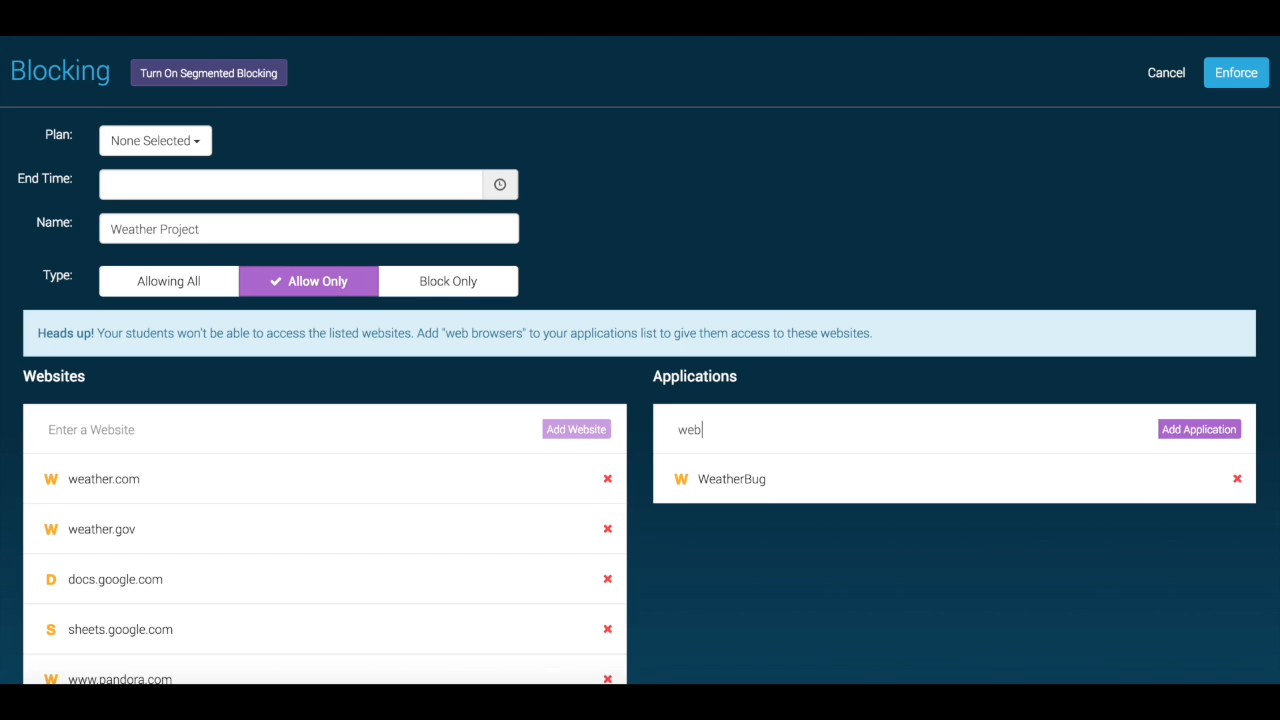 Blocking
Turn On Segmented Blocking
Cancel
Enforce
Plan:
None Selected
End Time:
Name:
Weather Project
Type:
Allowing All
Allow Only
Block Only
Heads up! Your students won't be able to access the listed websites. Add "web browsers" to your applications list to give them access to these websites.
Websites
Enter a Website
Add Website
W weather.com
W weather.gov
D docs.google.com
S sheets.google.com
W www.pandora.com
Applications
web
Add Application
W WeatherBug